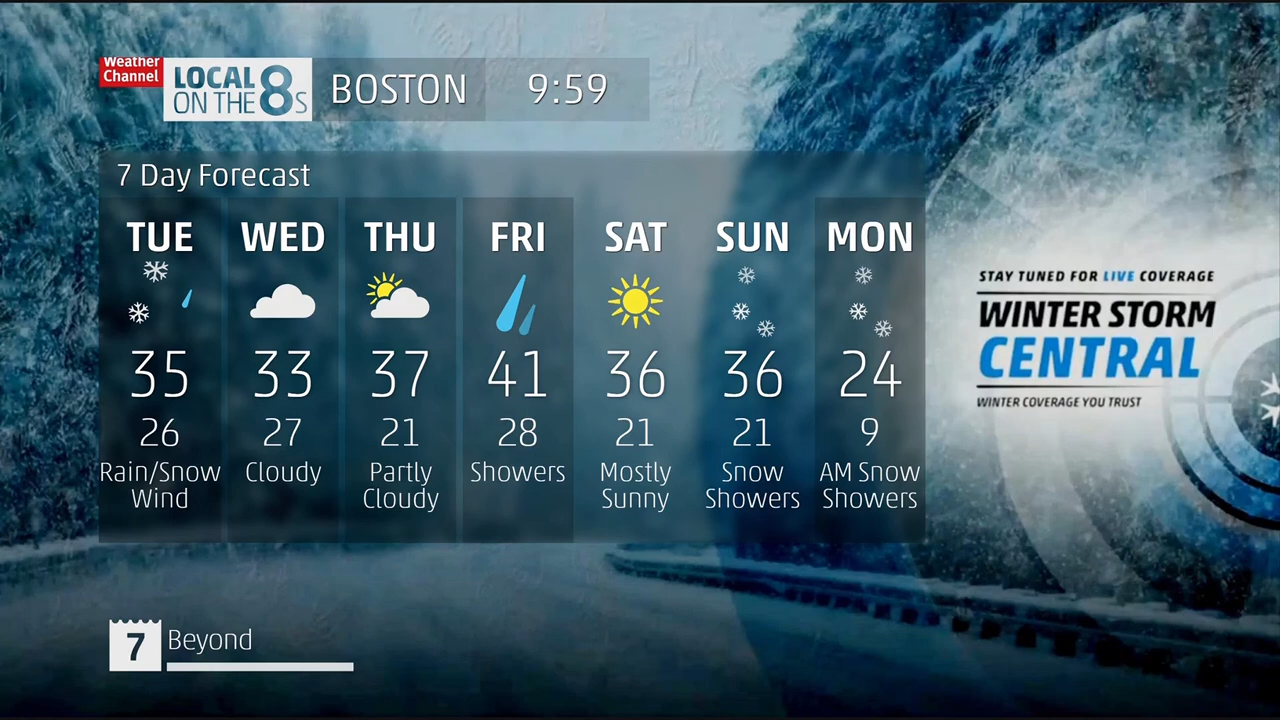 Weather
Channel
LOCAL
ON THE 8s
BOSTON 9:59
7 Day Forecast
TUE WED THU FRI SAT SUN MON
35 33 37 41 36 36 24
26 27 21 28 21 21 9
Rain/Snow Wind Cloudy Partly Cloudy Showers Mostly Sunny Snow Showers AM Snow Showers
STAY TUNED FOR LIVE COVERAGE
WINTER STORM
CENTRAL
WINTER COVERAGE YOU TRUST
7 Beyond